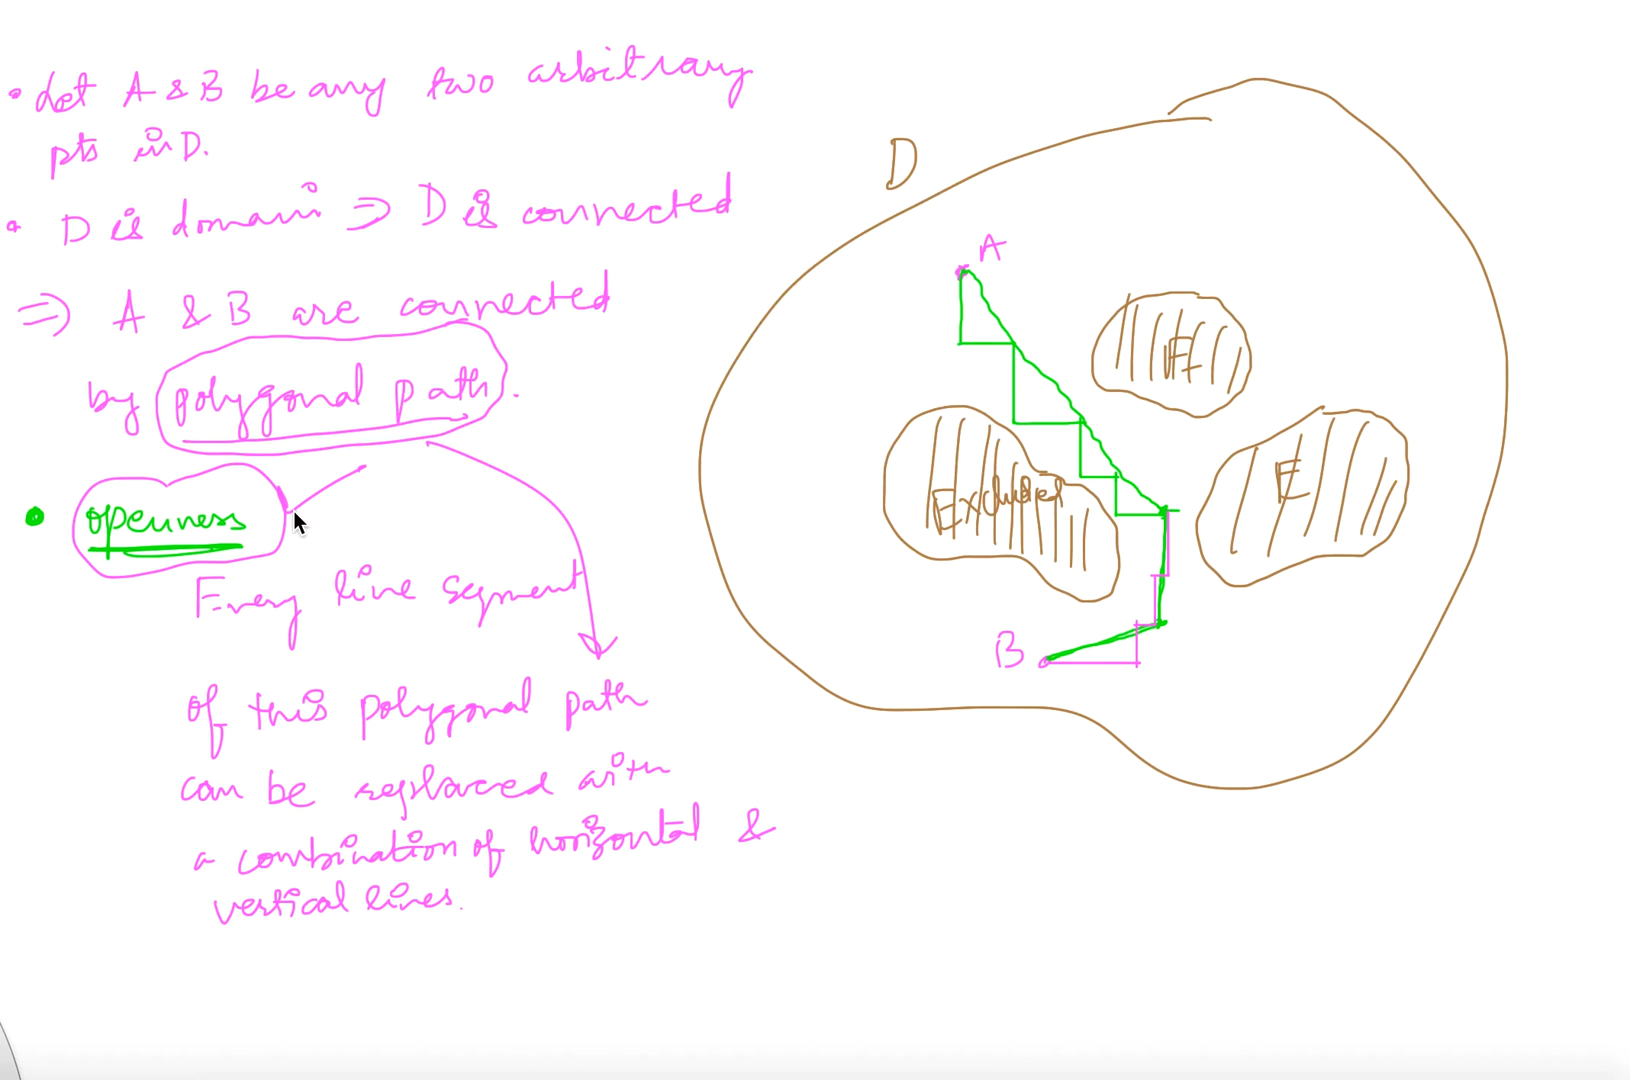 • Let A & B be any two arbitrary
pts in D.
• D is domain ⇒ D is connected
⇒ A & B are connected
by polygonal path.
• openness
Every line segment
of this polygonal path
can be replaced with
a combination of horizontal &
vertical lines.
D
A
E
Excluded
E
B